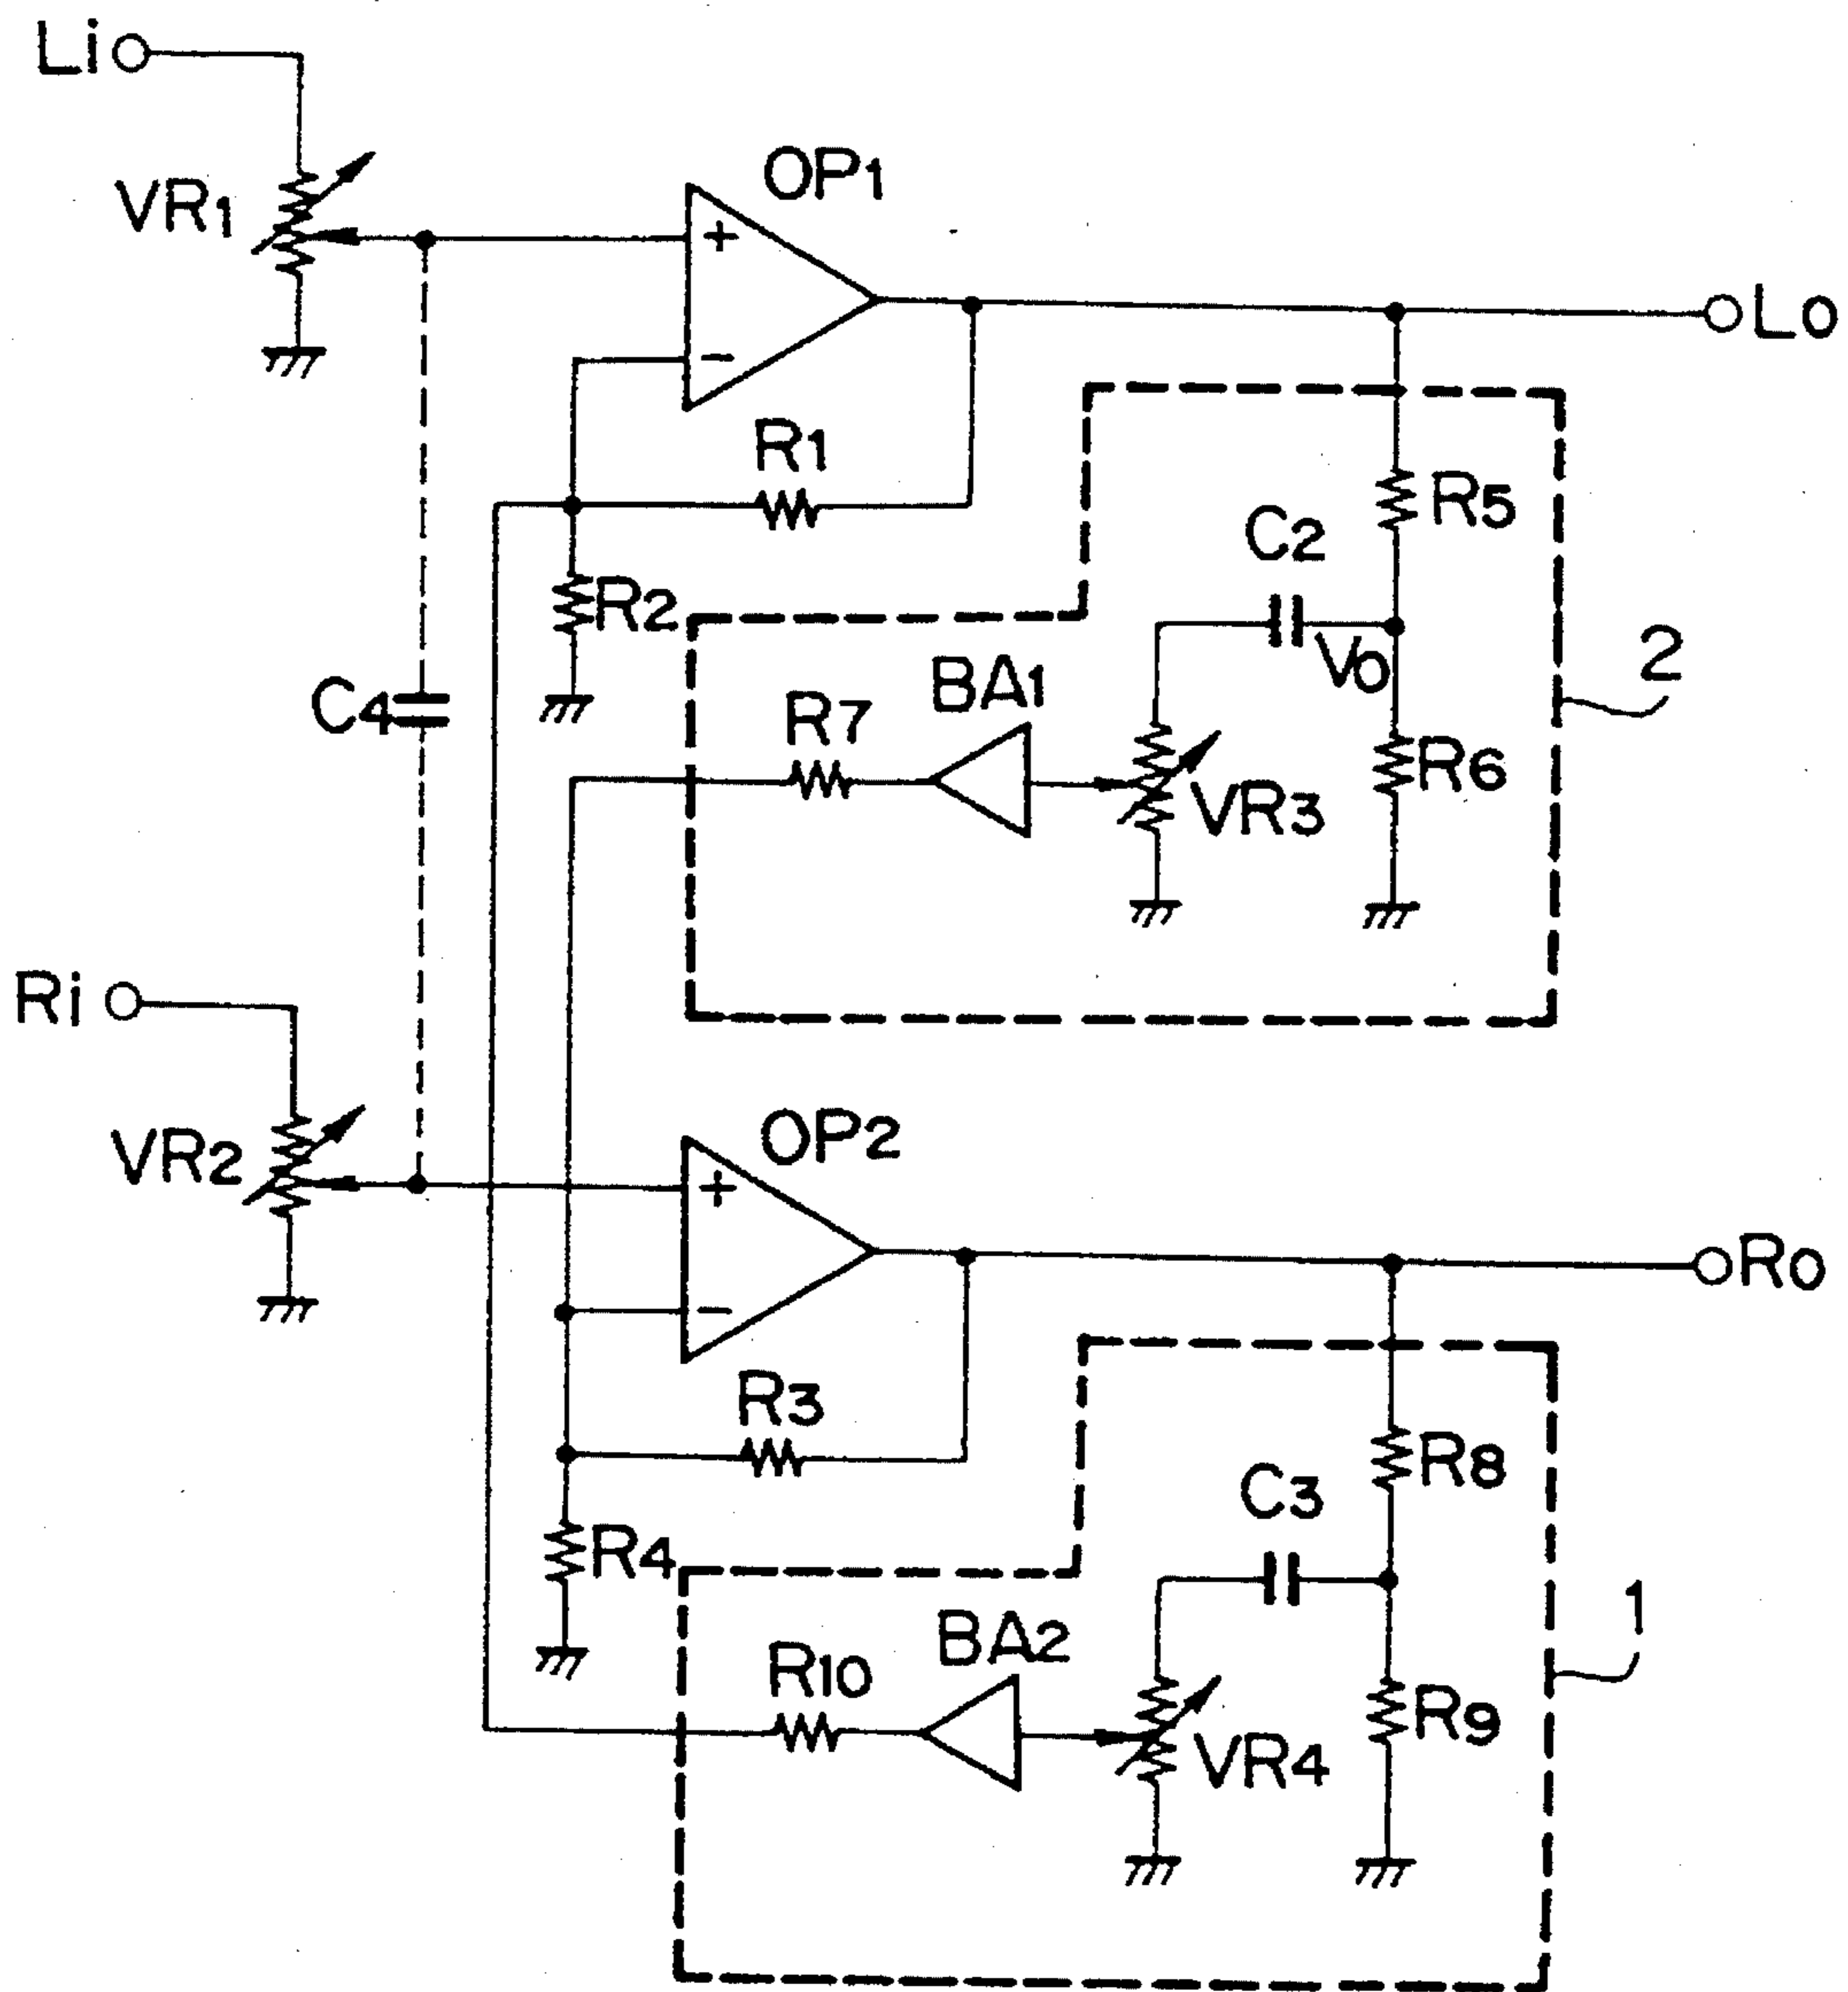 Li
VR1
OP1
+
−
Lo
R1
R2
R5
C2
Vo
2
C4
R7
BA1
VR3
R6
Ri
VR2
OP2
+
−
Ro
R3
R4
R8
C3
1
R10
BA2
VR4
R9